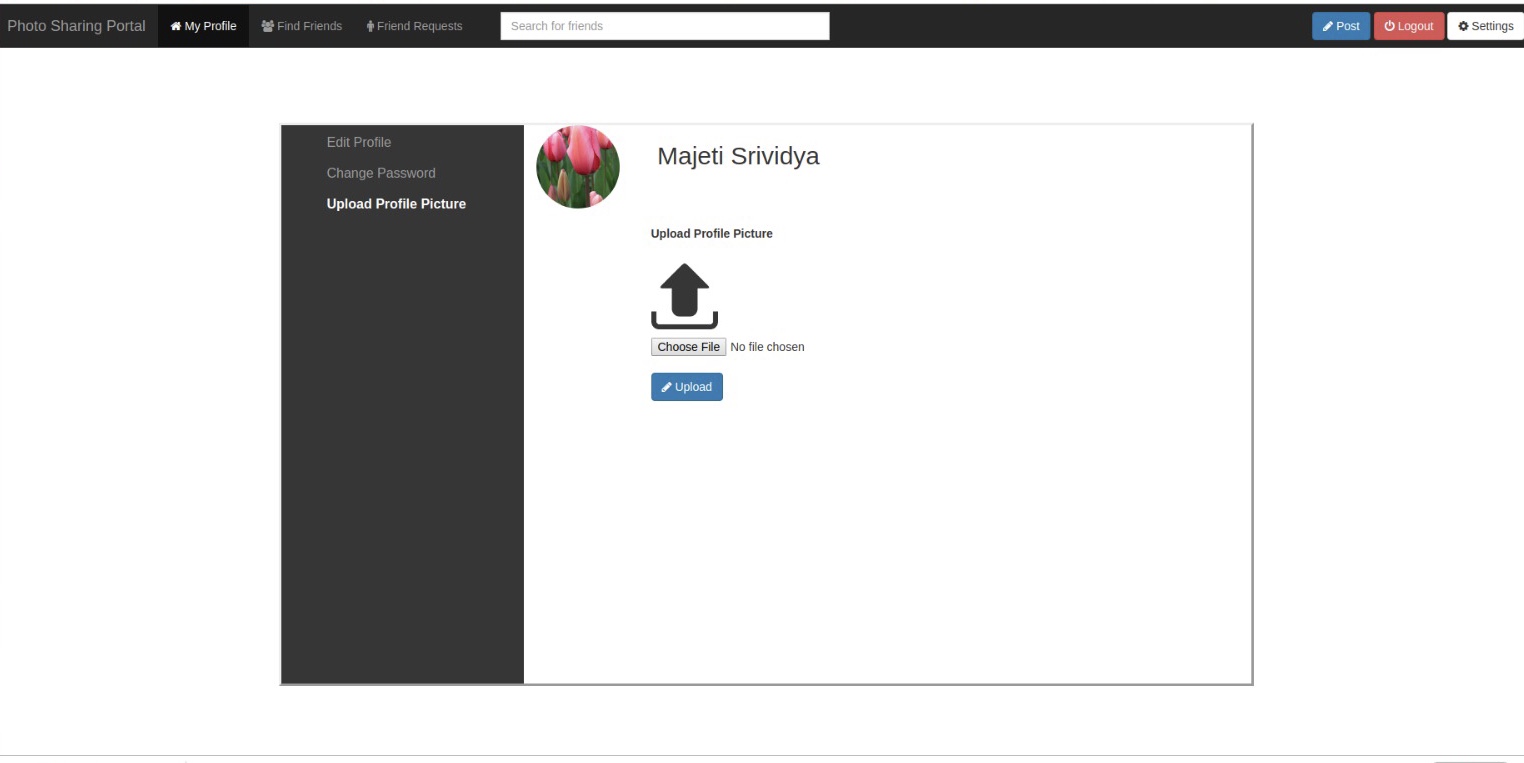 Photo Sharing Portal My Profile Find Friends Friend Requests Search for friends Post Logout Settings
Edit Profile
Change Password
Upload Profile Picture
Majeti Srividya
Upload Profile Picture
Choose File No file chosen
Upload